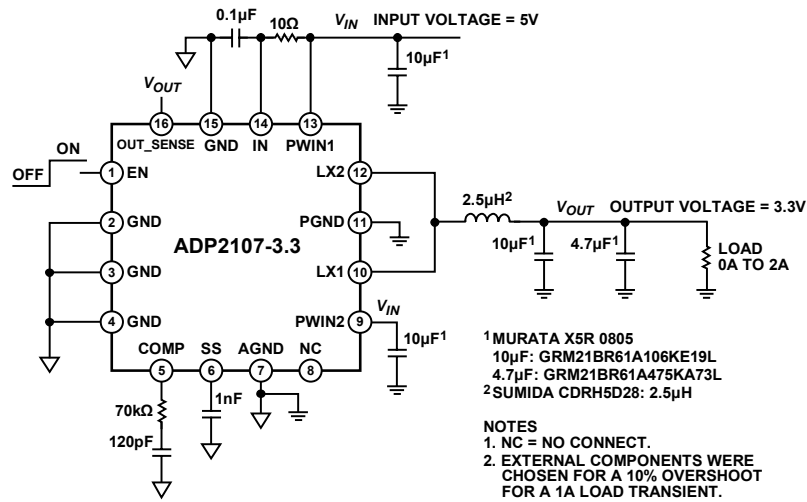 0.1µF
10Ω
VIN
INPUT VOLTAGE = 5V
10µF1
VOUT
16
15
14
13
OUT_SENSE
GND
IN
PWIN1
ON
OFF
1
EN
LX2
12
2
GND
PGND
11
ADP2107-3.3
2.5µH2
VOUT
OUTPUT VOLTAGE = 3.3V
10µF1
4.7µF1
LOAD
0A TO 2A
3
GND
LX1
10
4
GND
PWIN2
9
VIN
10µF1
COMP
SS
AGND
NC
5
6
7
8
70kΩ
1nF
120pF
1 MURATA X5R 0805
10µF: GRM21BR61A106KE19L
4.7µF: GRM21BR61A475KA73L
2 SUMIDA CDRH5D28: 2.5µH
NOTES
1. NC = NO CONNECT.
2. EXTERNAL COMPONENTS WERE
CHOSEN FOR A 10% OVERSHOOT
FOR A 1A LOAD TRANSIENT.